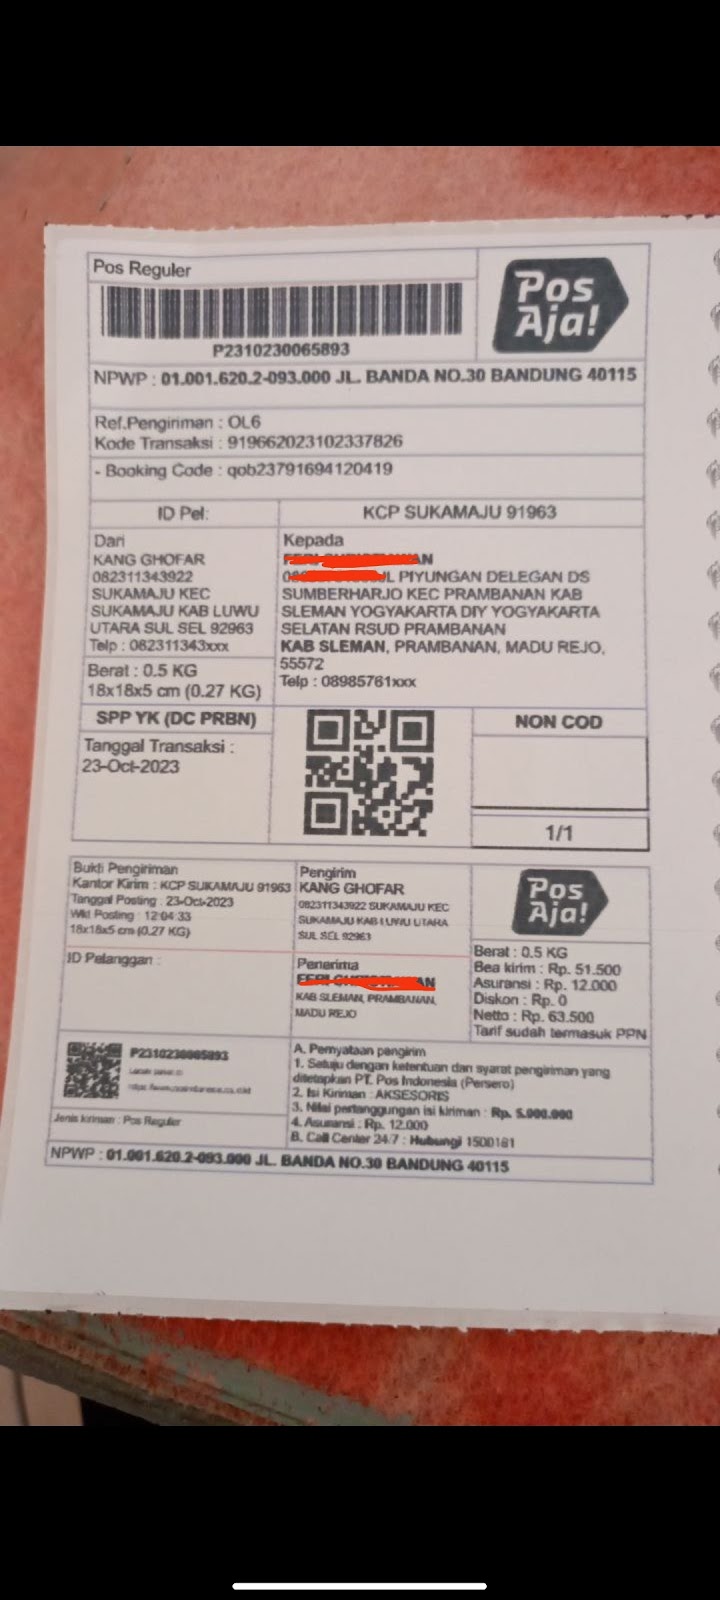 Pos Reguler
Pos
Aja!
P2310230065893
NPWP : 01.001.620.2-093.000 JL. BANDA NO.30 BANDUNG 40115
Ref.Pengiriman : OL6
Kode Transaksi : 919662023102337826
- Booking Code : qob23791694120419
ID Pel:
KCP SUKAMAJU 91963
Dari
KANG GHOFAR
082311343922
SUKAMAJU KEC
SUKAMAJU KAB LUWU
UTARA SUL SEL 92963
Telp : 082311343xxx
Kepada
JL PIYUNGAN DELEGAN DS
SUMBERHARJO KEC PRAMBANAN KAB
SLEMAN YOGYAKARTA DIY YOGYAKARTA
SELATAN RSUD PRAMBANAN
KAB SLEMAN, PRAMBANAN, MADU REJO,
55572
Telp : 08985761xxx
Berat : 0.5 KG
18x18x5 cm (0.27 KG)
SPP YK (DC PRBN)
Tanggal Transaksi :
23-Oct-2023
NON COD
1/1
Bukti Pengiriman
Kantor Kirim : KCP SUKAMAJU 91963
Tanggal Posting : 23-Oct-2023
Wkt Posting : 12:04:33
18x18x5 cm (0.27 KG)
ID Pelanggan :
Pengirim
KANG GHOFAR
082311343922 SUKAMAJU KEC
SUKAMAJU KAB LUWU UTARA
SUL SEL 92963
Penerima
KAB SLEMAN, PRAMBANAN,
MADU REJO
Pos
Aja!
Berat : 0.5 KG
Bea kirim : Rp. 51.500
Asuransi : Rp. 12.000
Diskon : Rp. 0
Netto : Rp. 63.500
Tarif sudah termasuk PPN
P2310230065893
Jenis kiriman : Pos Reguler
A. Pernyataan pengirim
1. Setuju dengan ketentuan dan syarat pengiriman yang
ditetapkan PT. Pos Indonesia (Persero)
2. Isi Kiriman : AKSESORIS
3. Nilai pertanggungan isi kiriman : Rp. 5.000.000
4. Asuransi : Rp. 12.000
B. Call Center 24/7 : Hubungi 1500161
NPWP : 01.001.620.2-093.000 JL. BANDA NO.30 BANDUNG 40115